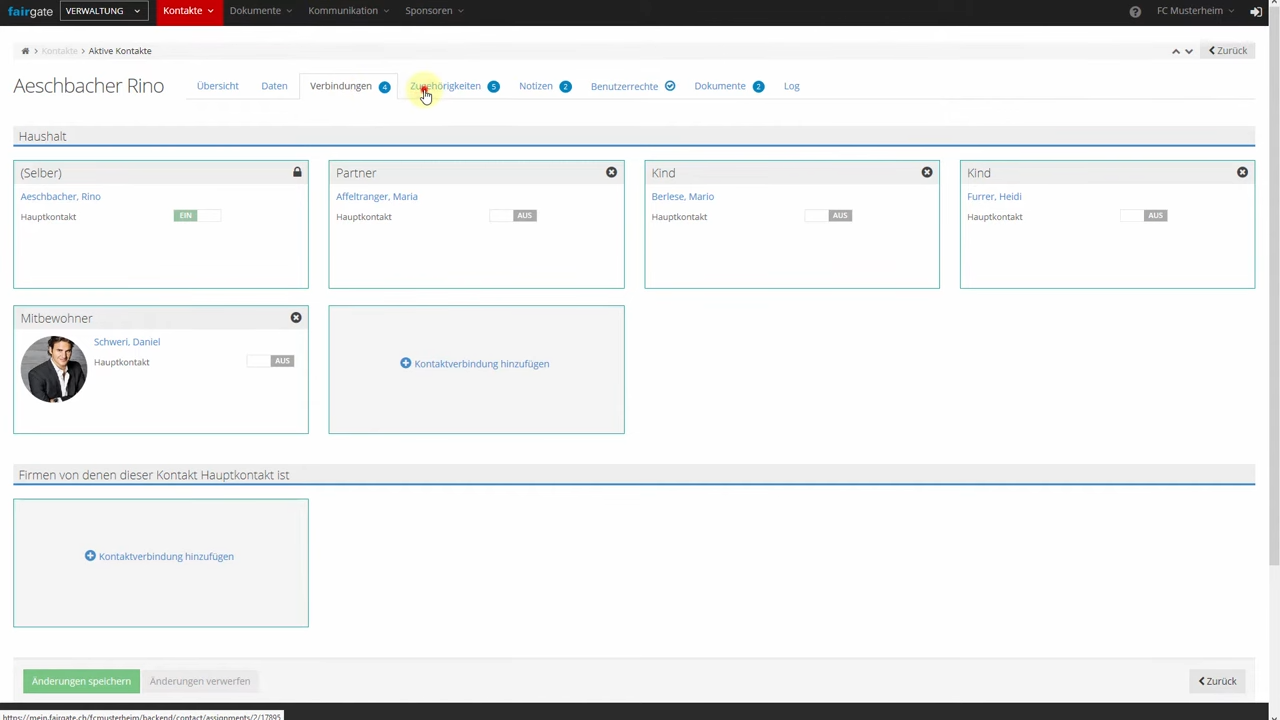 fairgate VERWALTUNG Kontakte Dokumente Kommunikation Sponsoren FC Musterheim
Kontakte > Aktive Kontakte Zurück
Aeschbacher Rino Übersicht Daten Verbindungen 4 Zugehörigkeiten 5 Notizen 2 Benutzerrechte Dokumente 2 Log
Haushalt
(Selber) Partner Kind Kind
Aeschbacher, Rino Affeltranger, Maria Berlese, Mario Furrer, Heidi
Hauptkontakt EIN Hauptkontakt AUS Hauptkontakt AUS Hauptkontakt AUS
Mitbewohner
Schweri, Daniel
Hauptkontakt AUS
Kontaktverbindung hinzufügen
Firmen von denen dieser Kontakt Hauptkontakt ist
Kontaktverbindung hinzufügen
Änderungen speichern Änderungen verwerfen Zurück
https://mein.fairgate.ch/fcmusterheim/backend/contact/assignments/2/17895